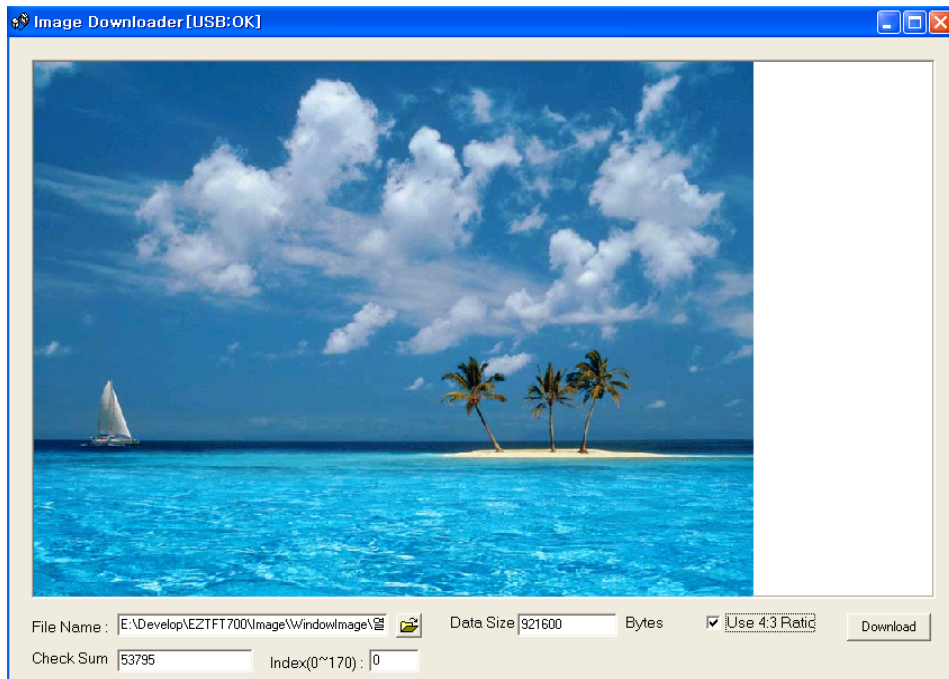 Image Downloader[USB:OK]
File Name : E:\Develop\EZTFT700\Image\WindowImage\열 Data Size 921600 Bytes Use 4:3 Ratio Download
Check Sum 53795 Index(0~170) : 0